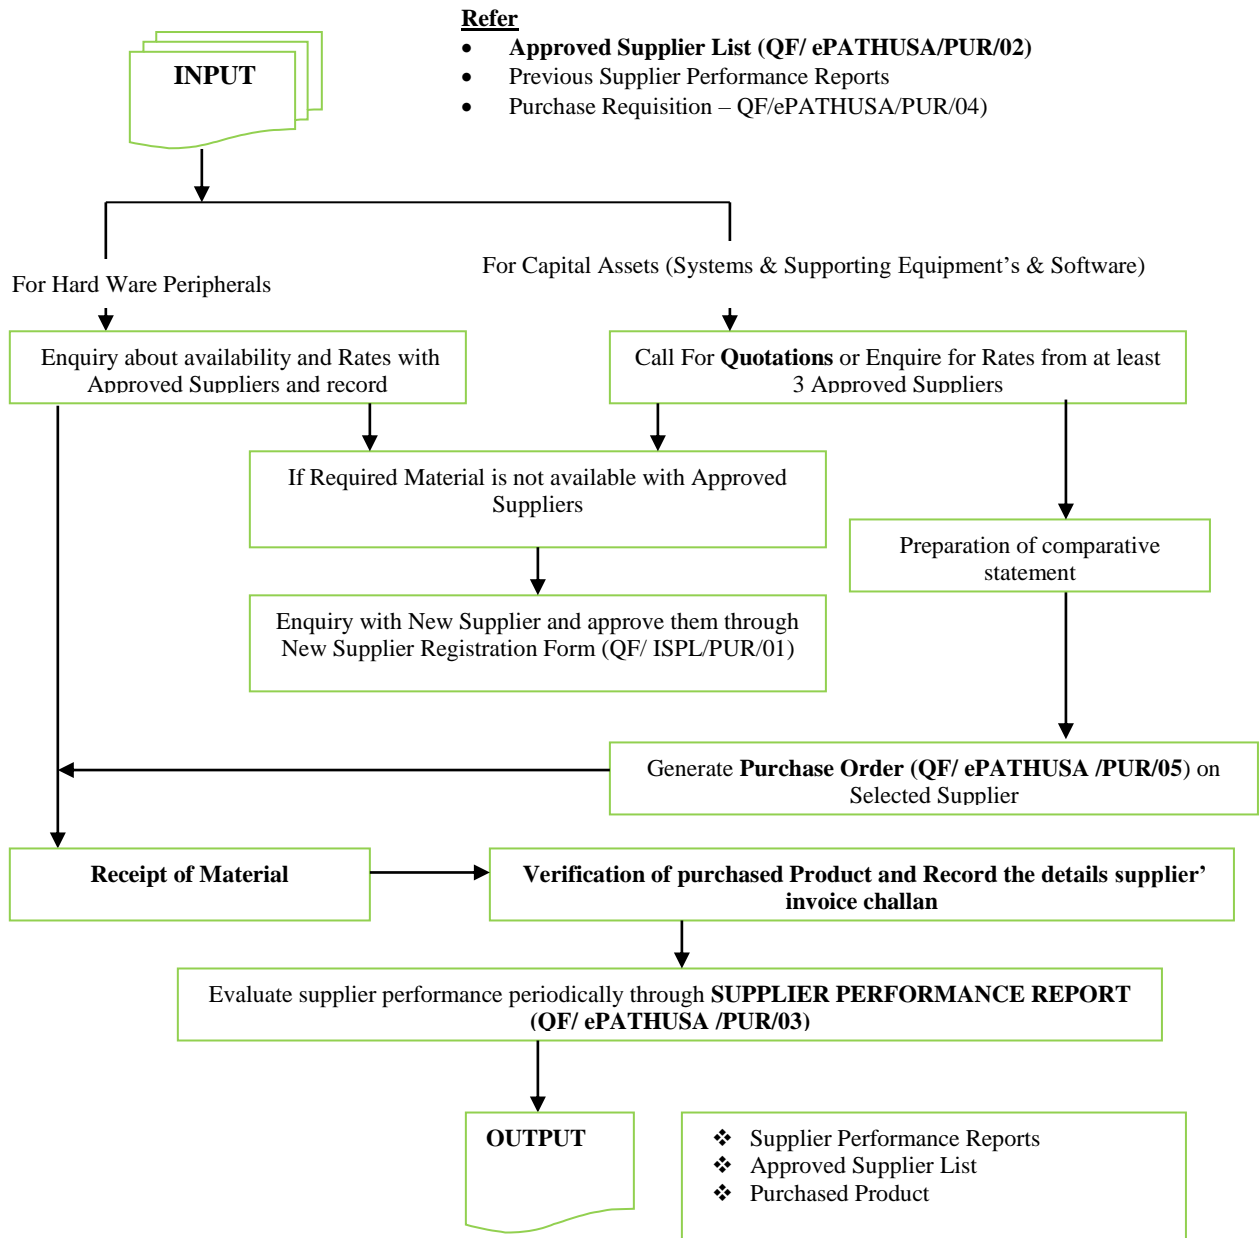 Refer
• Approved Supplier List (QF/ ePATHUSA/PUR/02)
• Previous Supplier Performance Reports
• Purchase Requisition – QF/ePATHUSA/PUR/04)
INPUT
For Hard Ware Peripherals
For Capital Assets (Systems & Supporting Equipment's & Software)
Enquiry about availability and Rates with
Approved Suppliers and record
Call For Quotations or Enquire for Rates from at least
3 Approved Suppliers
If Required Material is not available with Approved
Suppliers
Preparation of comparative
statement
Enquiry with New Supplier and approve them through
New Supplier Registration Form (QF/ ISPL/PUR/01)
Generate Purchase Order (QF/ ePATHUSA /PUR/05) on
Selected Supplier
Receipt of Material
Verification of purchased Product and Record the details supplier'
invoice challan
Evaluate supplier performance periodically through SUPPLIER PERFORMANCE REPORT
(QF/ ePATHUSA /PUR/03)
OUTPUT
❖ Supplier Performance Reports
❖ Approved Supplier List
❖ Purchased Product